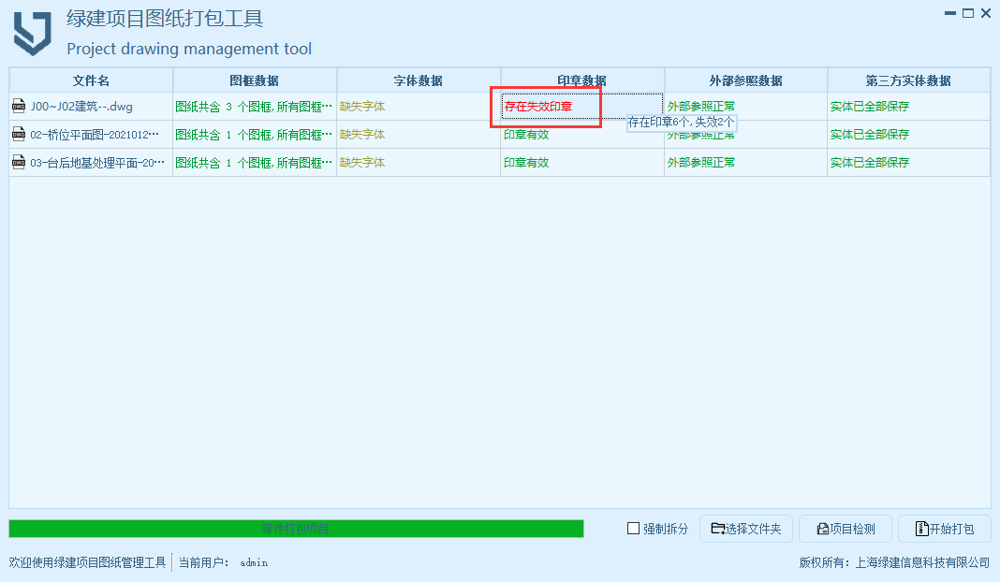 绿建项目图纸打包工具
Project drawing management tool
文件名 图框数据 字体数据 印章数据 外部参照数据 第三方实体数据
J00~J02建筑--.dwg 图纸共含 3 个图框,所有图框… 缺失字体 存在失效印章 外部参照正常 实体已全部保存
存在印章6个,失效2个
02-桥位平面图-2021012… 图纸共含 1 个图框,所有图框… 缺失字体 印章有效 外部参照正常 实体已全部保存
03-台后地基处理平面-20… 图纸共含 1 个图框,所有图框… 缺失字体 印章有效 外部参照正常 实体已全部保存
等待打包项目 强制拆分 选择文件夹 项目检测 开始打包
欢迎使用绿建项目图纸管理工具 当前用户: admin 版权所有: 上海绿建信息科技有限公司